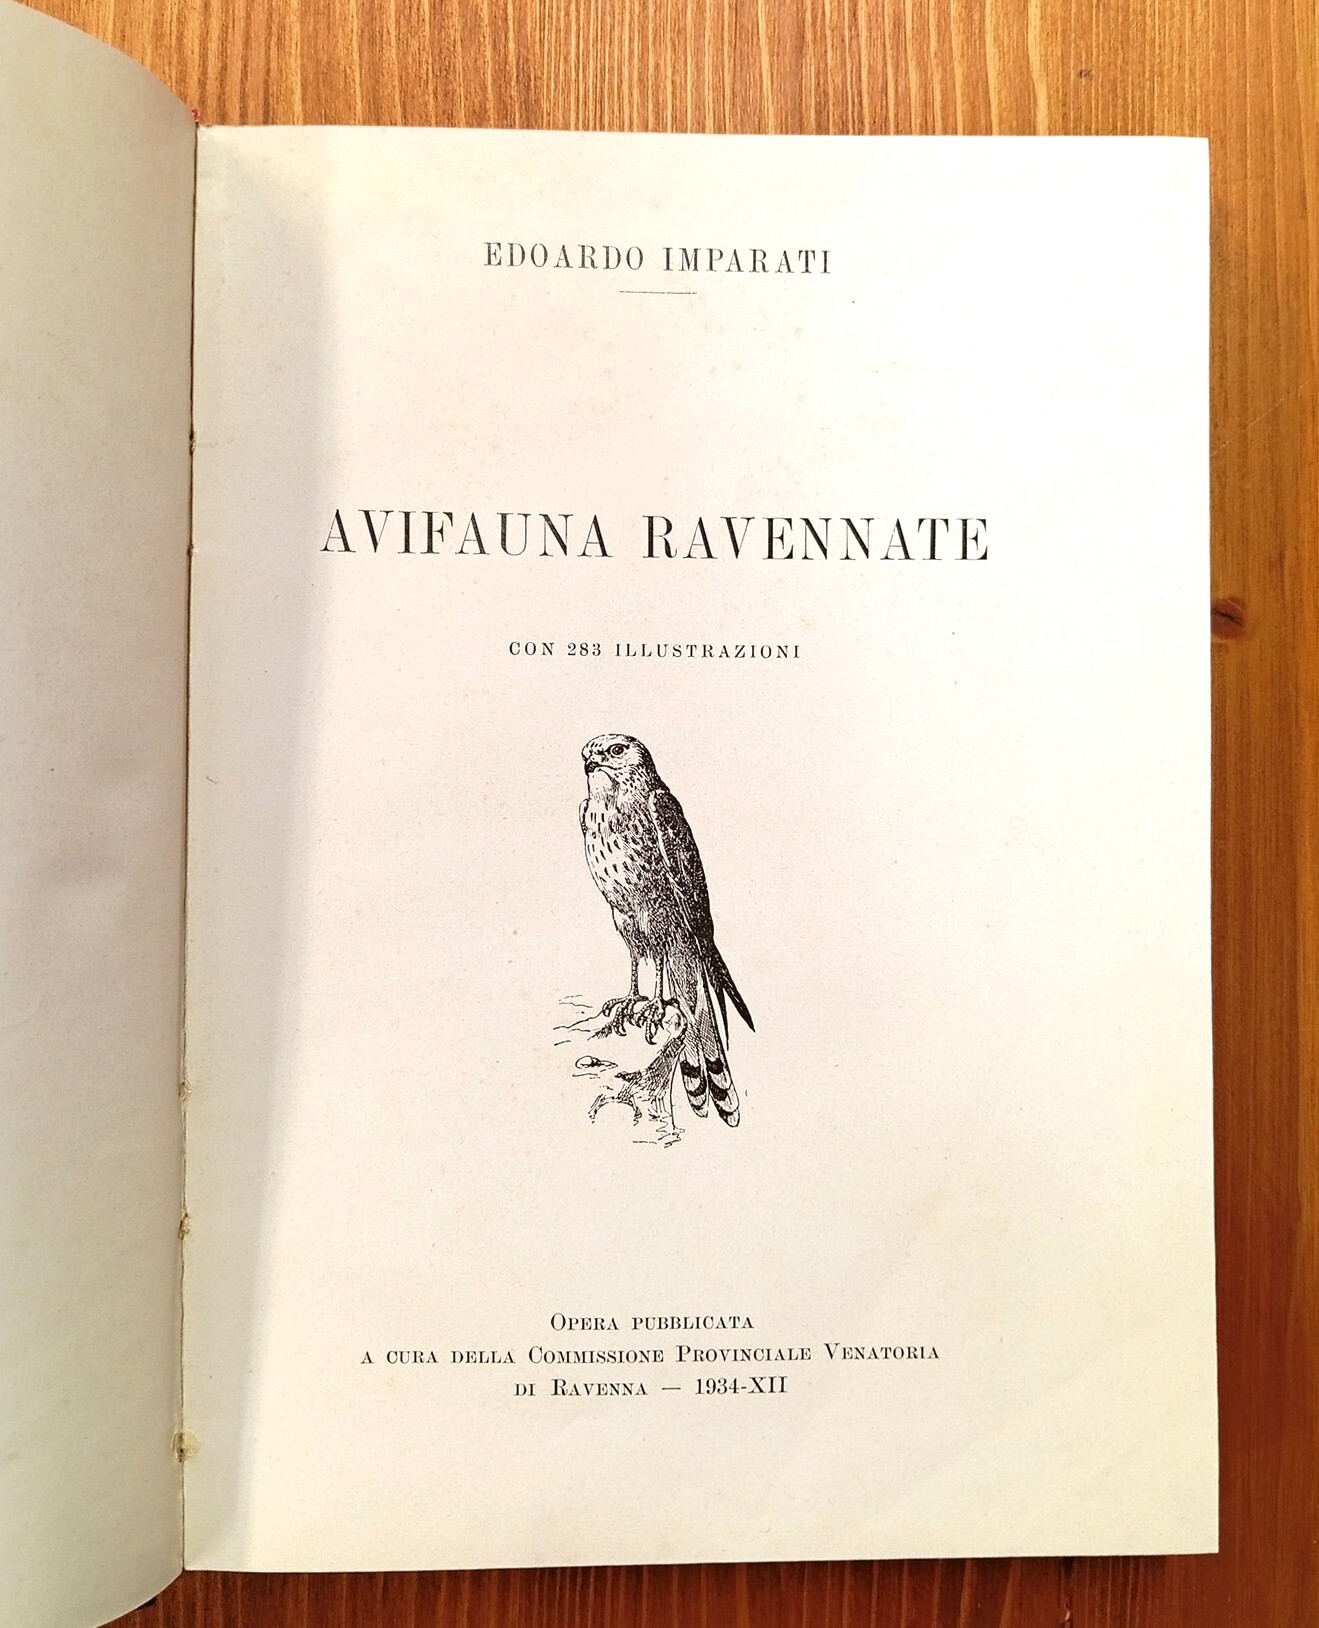 EDOARDO IMPARATI
AVIFAUNA RAVENNATE
CON 283 ILLUSTRAZIONI
OPERA PUBBLICATA
A CURA DELLA COMMISSIONE PROVINCIALE VENATORIA
DI RAVENNA — 1934-XII